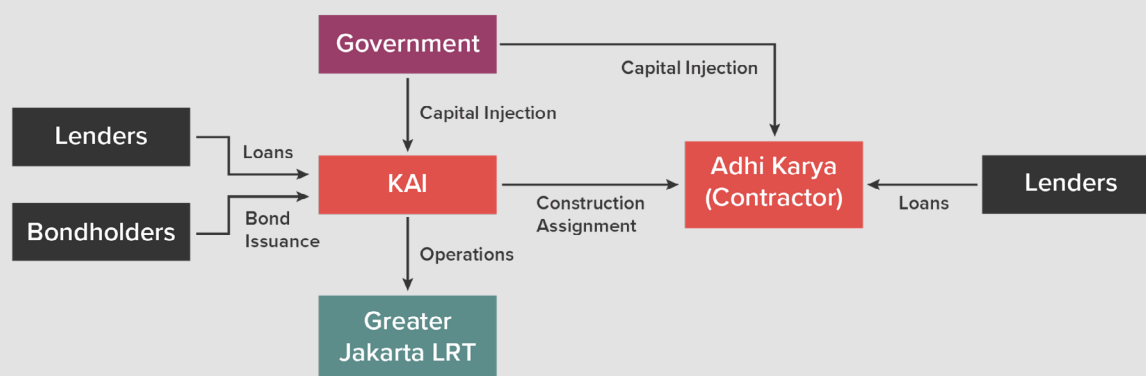 Government
Capital Injection
Capital Injection
Lenders
Loans
KAI
Adhi Karya
(Contractor)
Lenders
Loans
Construction
Assignment
Bondholders
Bond
Issuance
Operations
Greater
Jakarta LRT